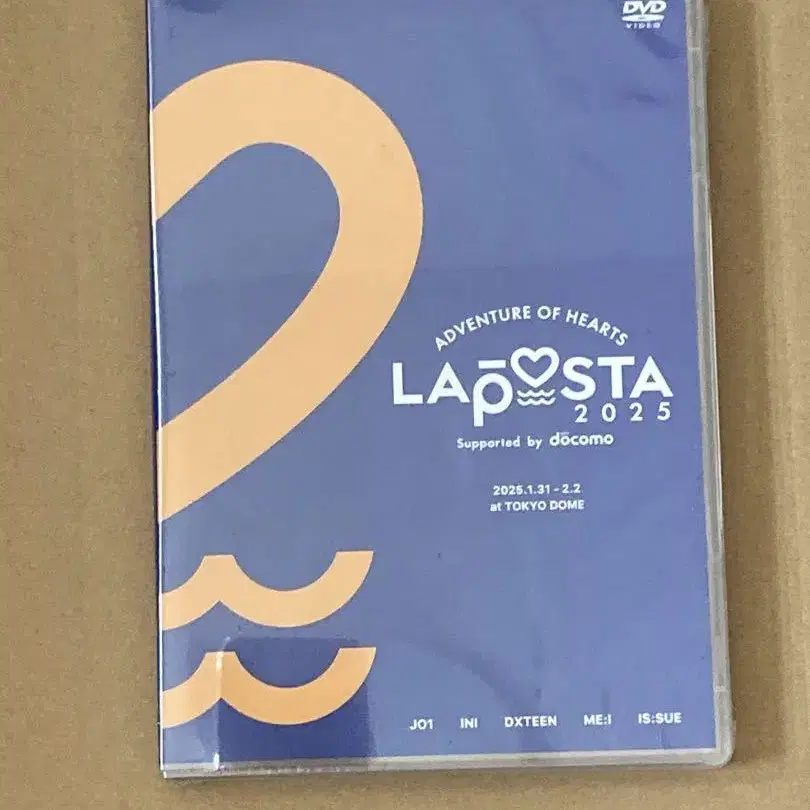 DVD
VIDEO
ADVENTURE OF HEARTS
LAPOSTA
2025
Supported by döcomo
2025.1.31 - 2.2
at TOKYO DOME
JO1 INI DXTEEN ME:I IS:SUE